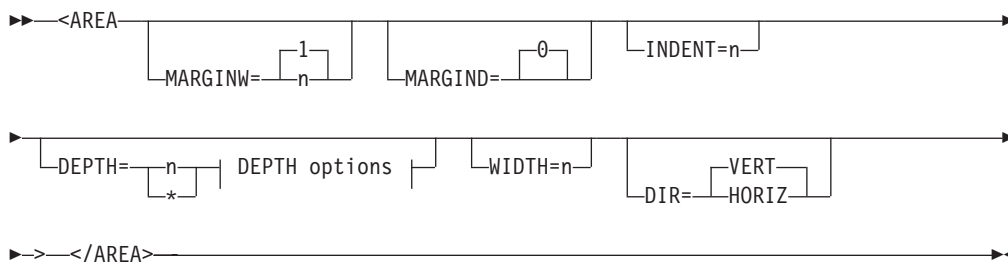 <AREA
1
0
MARGINW= n
MARGIND=
INDENT=n
DEPTH= n DEPTH options
*
WIDTH=n
VERT
DIR= HORIZ
> </AREA>